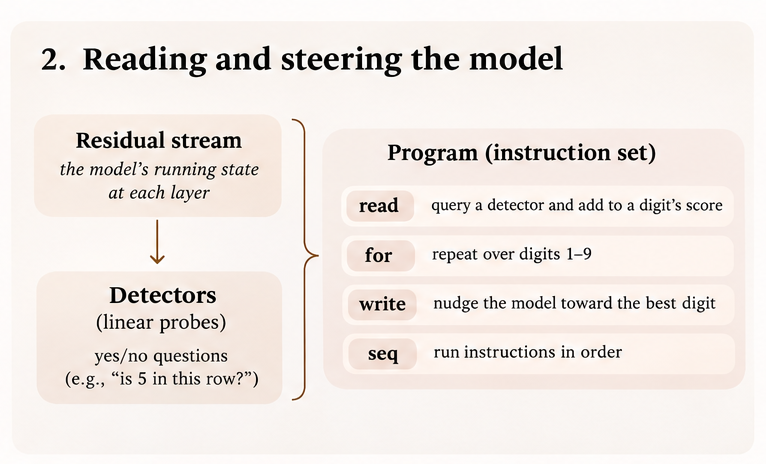 2. Reading and steering the model
Residual stream
the model's running state
at each layer
Detectors
(linear probes)
yes/no questions
(e.g., “is 5 in this row?”)
Program (instruction set)
read query a detector and add to a digit's score
for repeat over digits 1–9
write nudge the model toward the best digit
seq run instructions in order